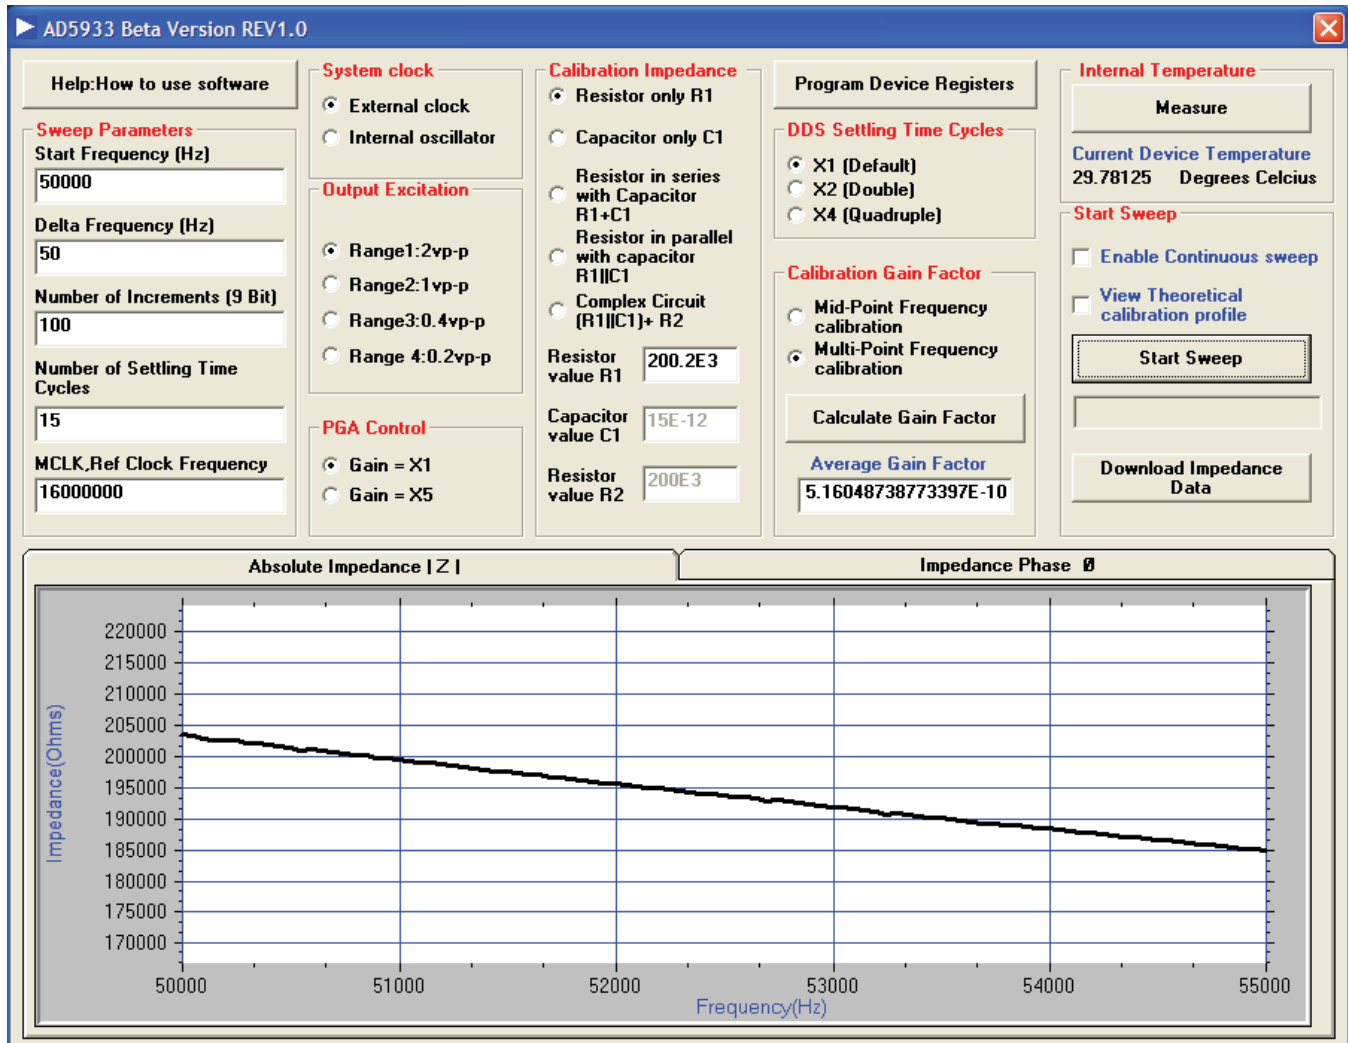 AD5933 Beta Version REV1.0
Help:How to use software
Sweep Parameters
Start Frequency (Hz)
50000
Delta Frequency (Hz)
50
Number of Increments (9 Bit)
100
Number of Settling Time
Cycles
15
MCLK,Ref Clock Frequency
16000000
System clock
External clock
Internal oscillator
Output Excitation
Range1:2vp-p
Range2:1vp-p
Range3:0.4vp-p
Range 4:0.2vp-p
PGA Control
Gain = X1
Gain = X5
Calibration Impedance
Resistor only R1
Capacitor only C1
Resistor in series
with Capacitor
R1+C1
Resistor in parallel
with capacitor
R1||C1
Complex Circuit
(R1||C1)+ R2
Resistor
value R1
200.2E3
Capacitor
value C1
15E-12
Resistor
value R2
200E3
Program Device Registers
DDS Settling Time Cycles
X1 (Default)
X2 (Double)
X4 (Quadruple)
Calibration Gain Factor
Mid-Point Frequency
calibration
Multi-Point Frequency
calibration
Calculate Gain Factor
Average Gain Factor
5.16048738773397E-10
Internal Temperature
Measure
Current Device Temperature
29.78125 Degrees Celcius
Start Sweep
Enable Continuous sweep
View Theoretical
calibration profile
Start Sweep
Download Impedance
Data
Absolute Impedance |Z|
Impedance Phase Ø
Impedance(Ohms)
220000
215000
210000
205000
200000
195000
190000
185000
180000
175000
170000
50000 51000 52000 53000 54000 55000
Frequency(Hz)